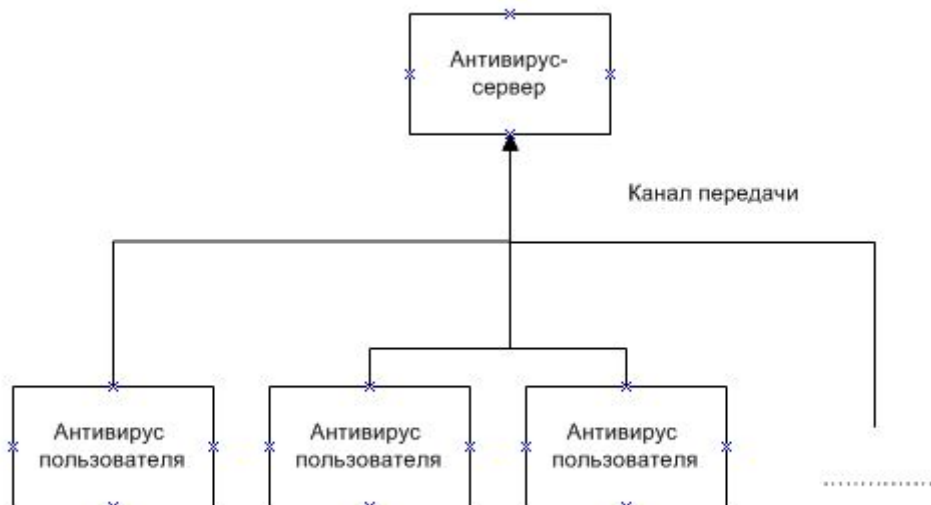 Антивирус-
сервер
Канал передачи
Антивирус
пользователя
Антивирус
пользователя
Антивирус
пользователя